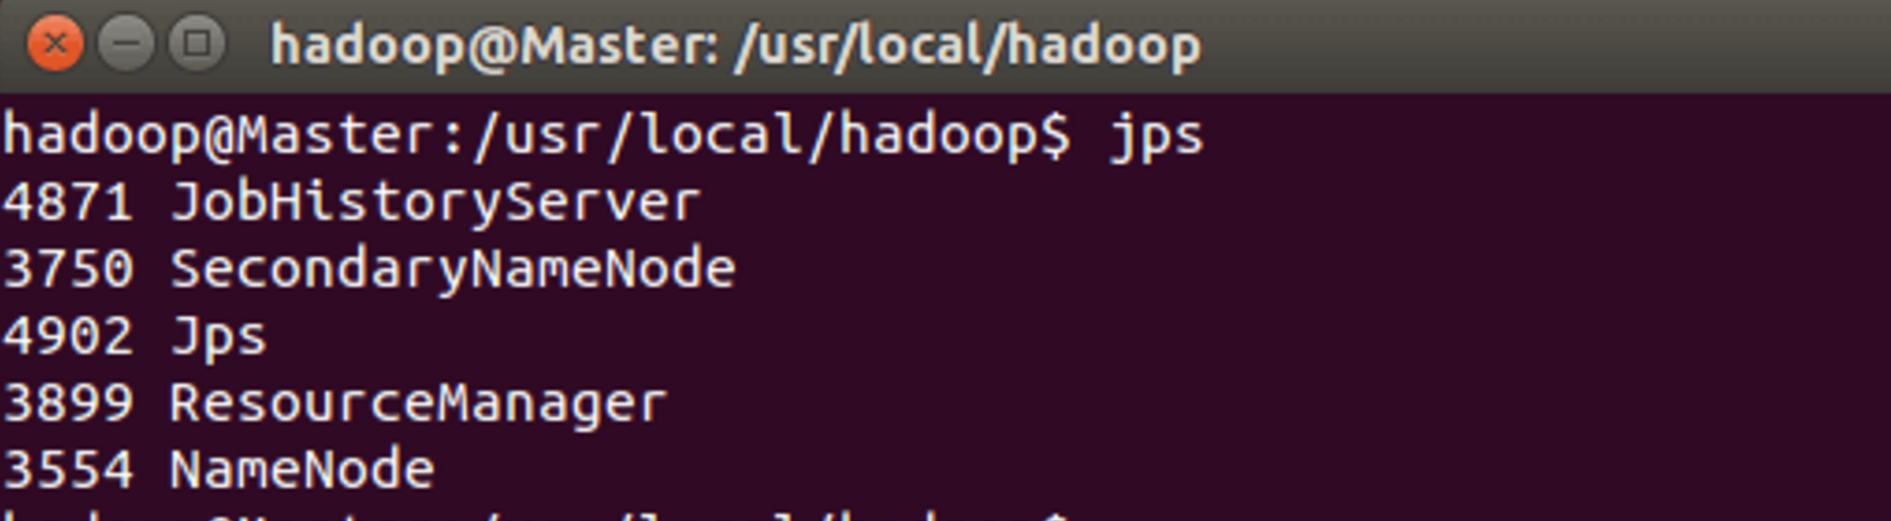 hadoop@Master: /usr/local/hadoop
hadoop@Master:/usr/local/hadoop$ jps
4871 JobHistoryServer
3750 SecondaryNameNode
4902 Jps
3899 ResourceManager
3554 NameNode